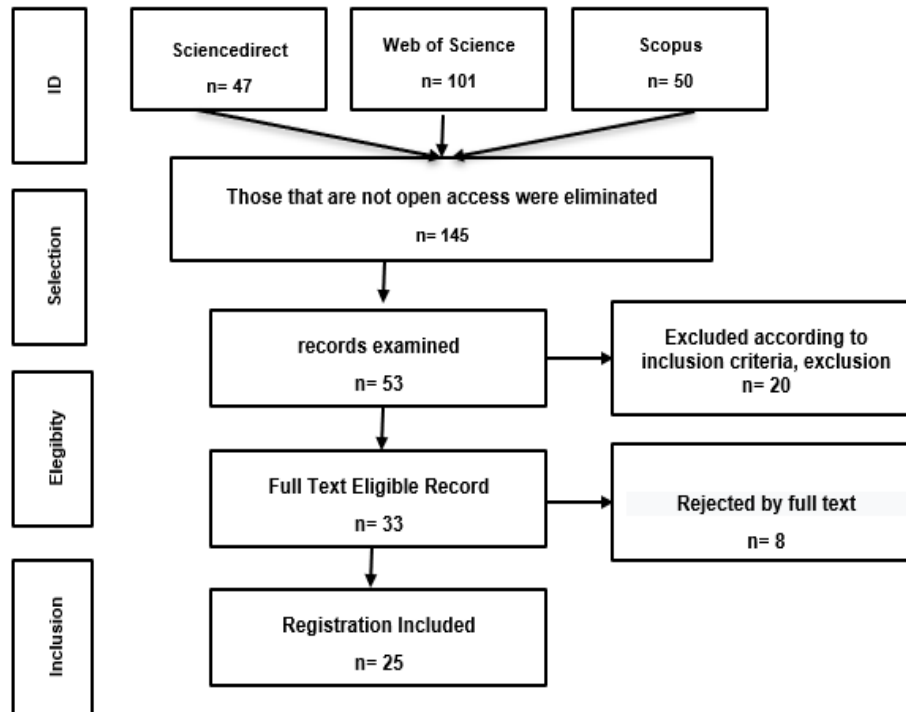 ID
Sciencedirect
n= 47
Web of Science
n= 101
Scopus
n= 50
Those that are not open access were eliminated
n= 145
Selection
records examined
n= 53
Excluded according to
inclusion criteria, exclusion
n= 20
Elegibity
Full Text Eligible Record
n= 33
Rejected by full text
n= 8
Inclusion
Registration Included
n= 25